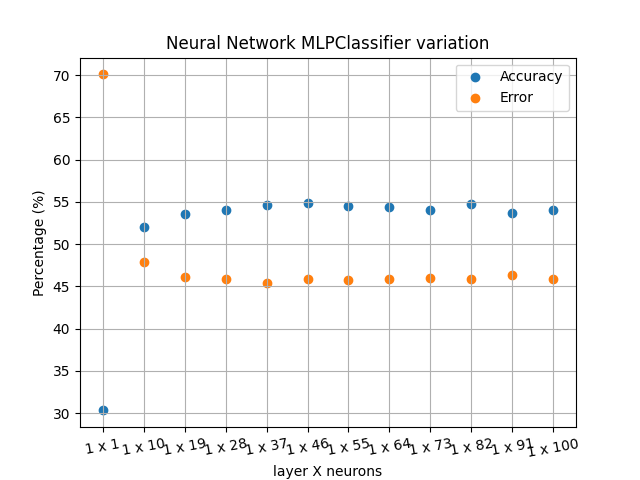 Neural Network MLPClassifier variation
Accuracy
Error
Percentage (%)
70
65
60
55
50
45
40
35
30
1 x 1 1 x 10 1 x 19 1 x 28 1 x 37 1 x 46 1 x 55 1 x 64 1 x 73 1 x 82 1 x 91 1 x 100
layer X neurons